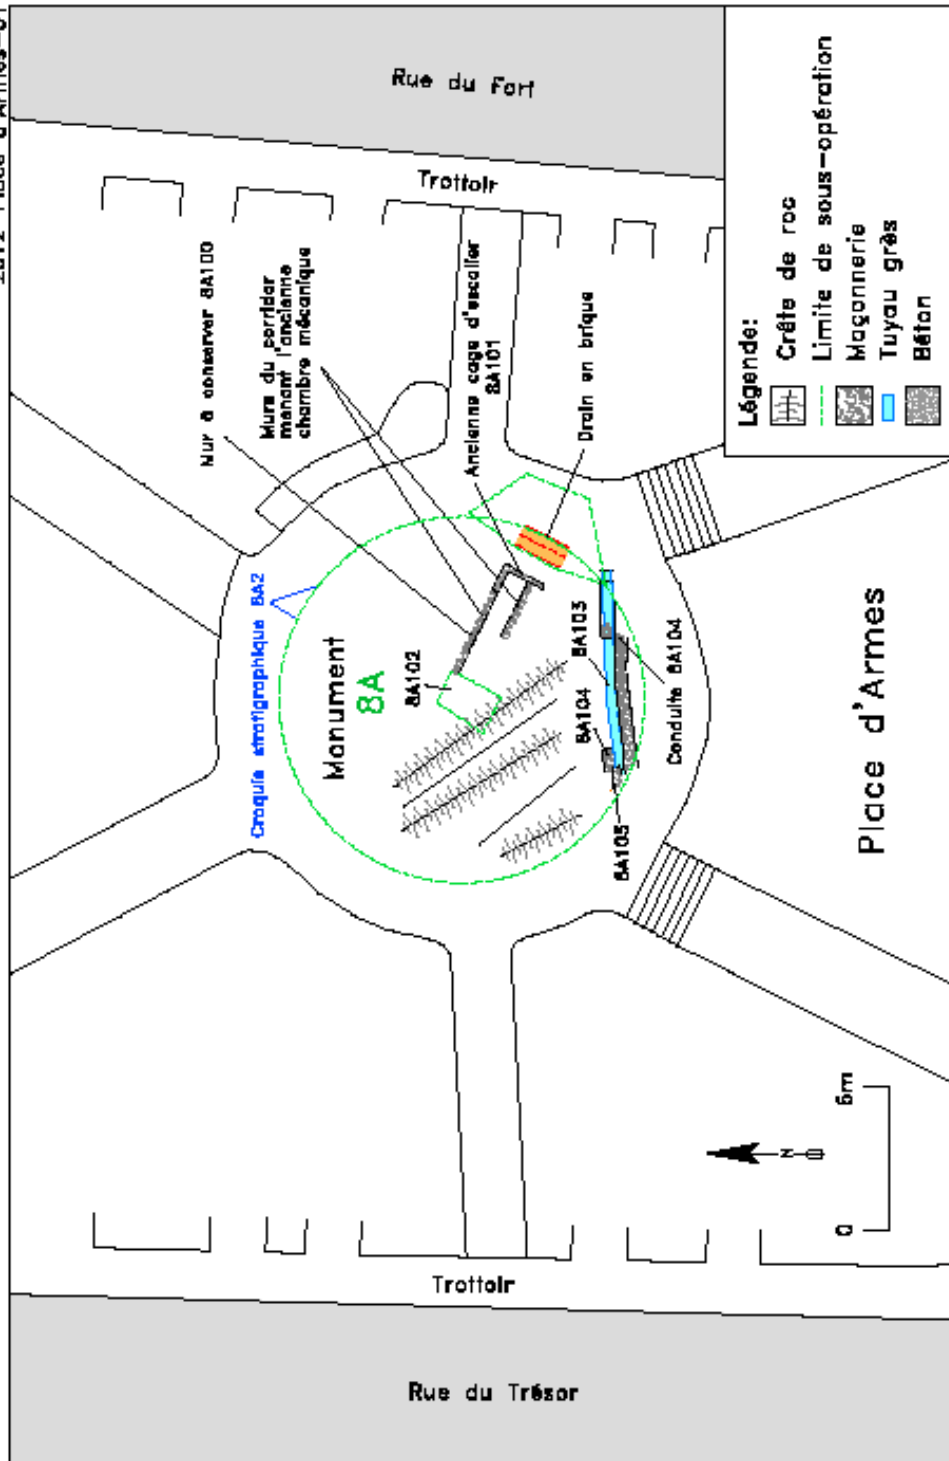 Rue du Fort
Trottoir
Mur à conserver 8A100
Murs du corridor
menant l'ancienne
chambre mécanique
Ancienne cage d'escalier
8A101
Drain en brique
Croquis stratigraphique 8A2
Monument
8A
8A102
8A103
8A104
8A105
Conduite 8A104
Place d'Armes
Légende:
Crête de roc
Limite de sous-opération
Maçonnerie
Tuyau grès
Béton
0
6m
N
Trottoir
Rue du Trésor